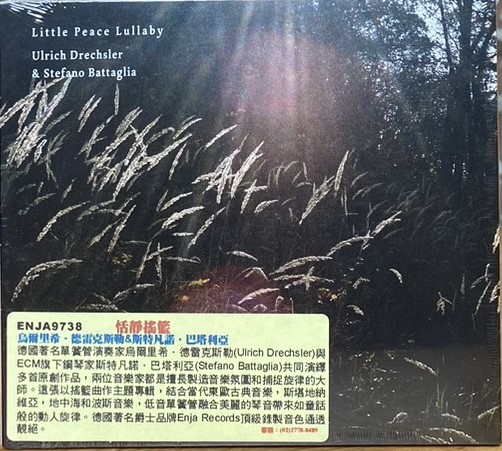 Little Peace Lullaby
Ulrich Drechsler
& Stefano Battaglia
ENJA9738 恬靜搖籃
烏爾里希．德雷克斯勒&斯特凡諾．巴塔利亞
德國著名單簧管演奏家烏爾里希．德雷克斯勒(Ulrich Drechsler)與
ECM旗下鋼琴家斯特凡諾．巴塔利亞(Stefano Battaglia)共同演繹
多首原創作品，兩位音樂家都是擅長製造音樂氛圍和捕捉旋律的大
師。這張以搖籃曲作主題專輯，結合當代東歐古典音樂，斯堪地納
維亞，地中海和波斯音樂，低音單簧管融合美麗的琴音帶來如童話
般的動人旋律。德國著名爵士品牌Enja Records頂級錄製音色通透
靚絕。
專線：(02)2778-0489